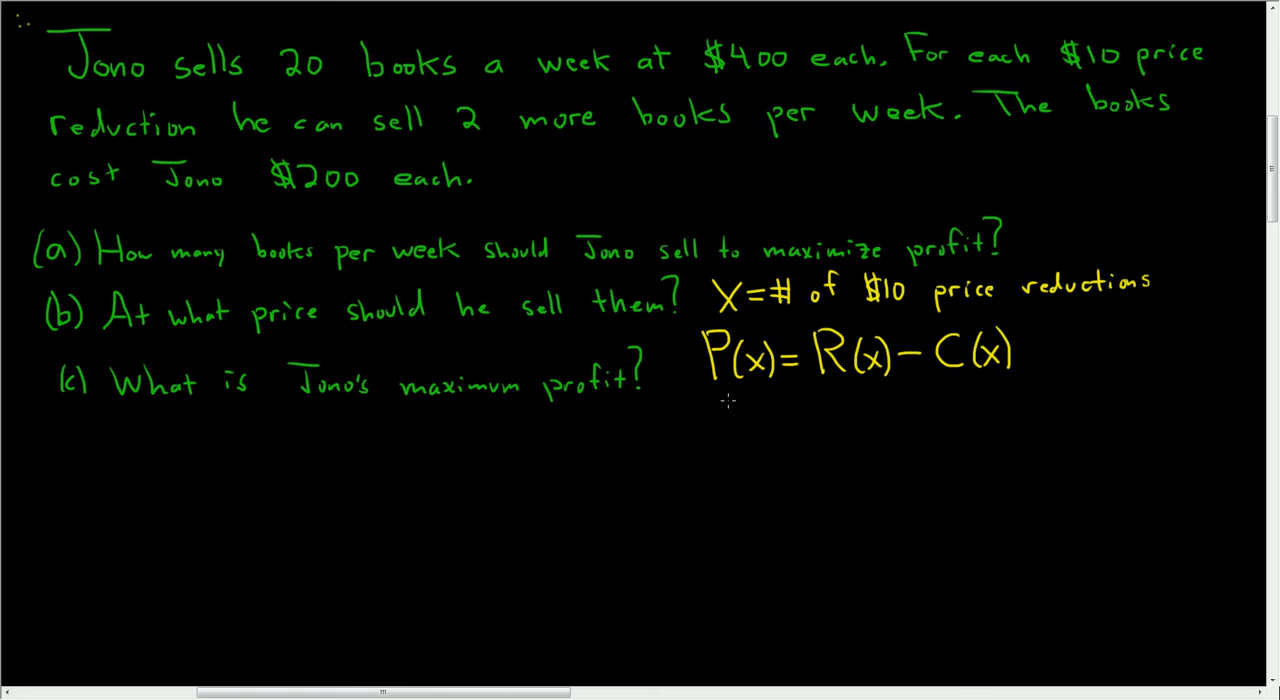 Jono sells 20 books a week at $400 each. For each $10 price
reduction he can sell 2 more books per week. The books
cost Jono $200 each.
(a) How many books per week should Jono sell to maximize profit?
(b) At what price should he sell them?
X = # of $10 price reductions
P(x) = R(x) - C(x)
(c) What is Jono's maximum profit?